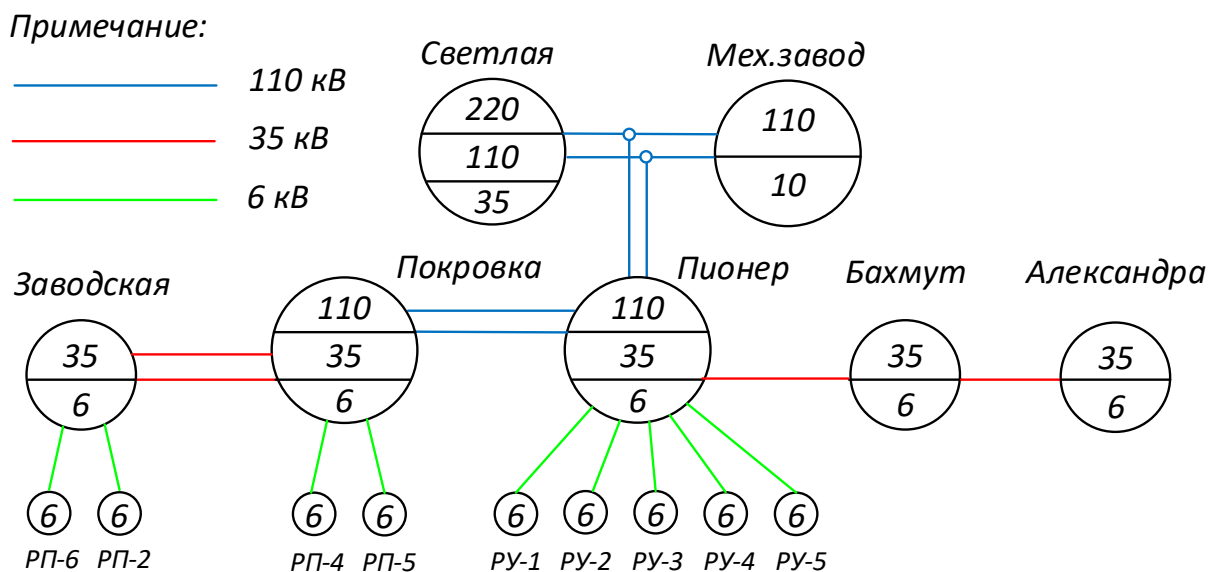 Примечание:
110 кВ
35 кВ
6 кВ
Светлая
220
110
35
Мех.завод
110
10
Заводская
35
6
Покровка
110
35
6
Пионер
110
35
6
Бахмут
35
6
Александра
35
6
6 6 6 6 6 6 6 6 6
РП-6 РП-2 РП-4 РП-5 РУ-1 РУ-2 РУ-3 РУ-4 РУ-5